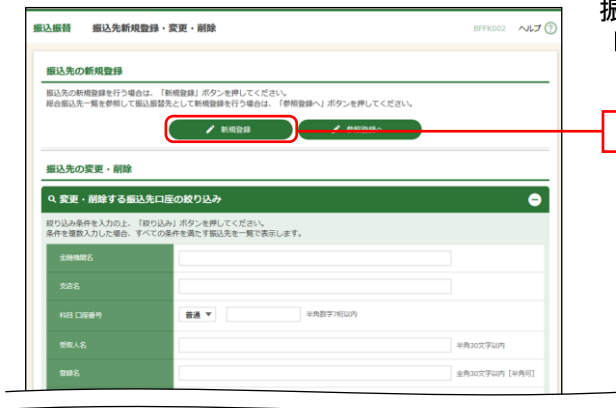 振込振替 振込先新規登録・変更・削除 BFFK002 ヘルプ ?
振込先の新規登録
振込先の新規登録を行う場合は、「新規登録」ボタンを押してください。
総合振込先一覧を参照して振込振替先として新規登録を行う場合は、「参照登録へ」ボタンを押してください。
新規登録 参照登録へ
振込先の変更・削除
変更・削除する振込先口座の絞り込み
絞り込み条件を入力の上、「絞り込み」ボタンを押してください。
条件を複数入力した場合、すべての条件を満たす振込先を一覧で表示します。
金融機関名
支店名
科目 口座番号 普通 ▼ 半角数字7桁以内
受取人名 半角30文字以内
登録名 全角30文字以内 [半角可]